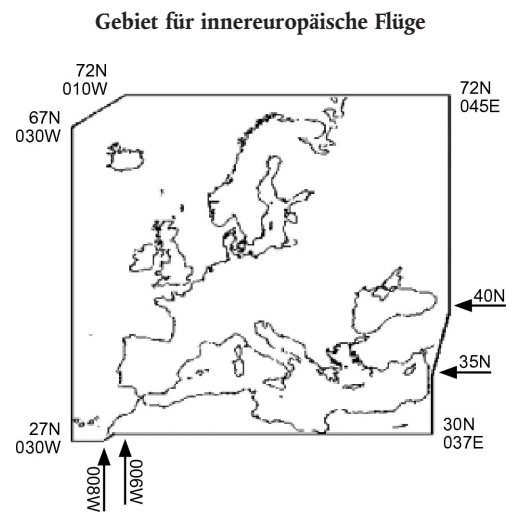 Gebiet für innereuropäische Flüge
72N
010W
72N
045E
67N
030W
40N
35N
27N
030W
30N
037E
008W
006W